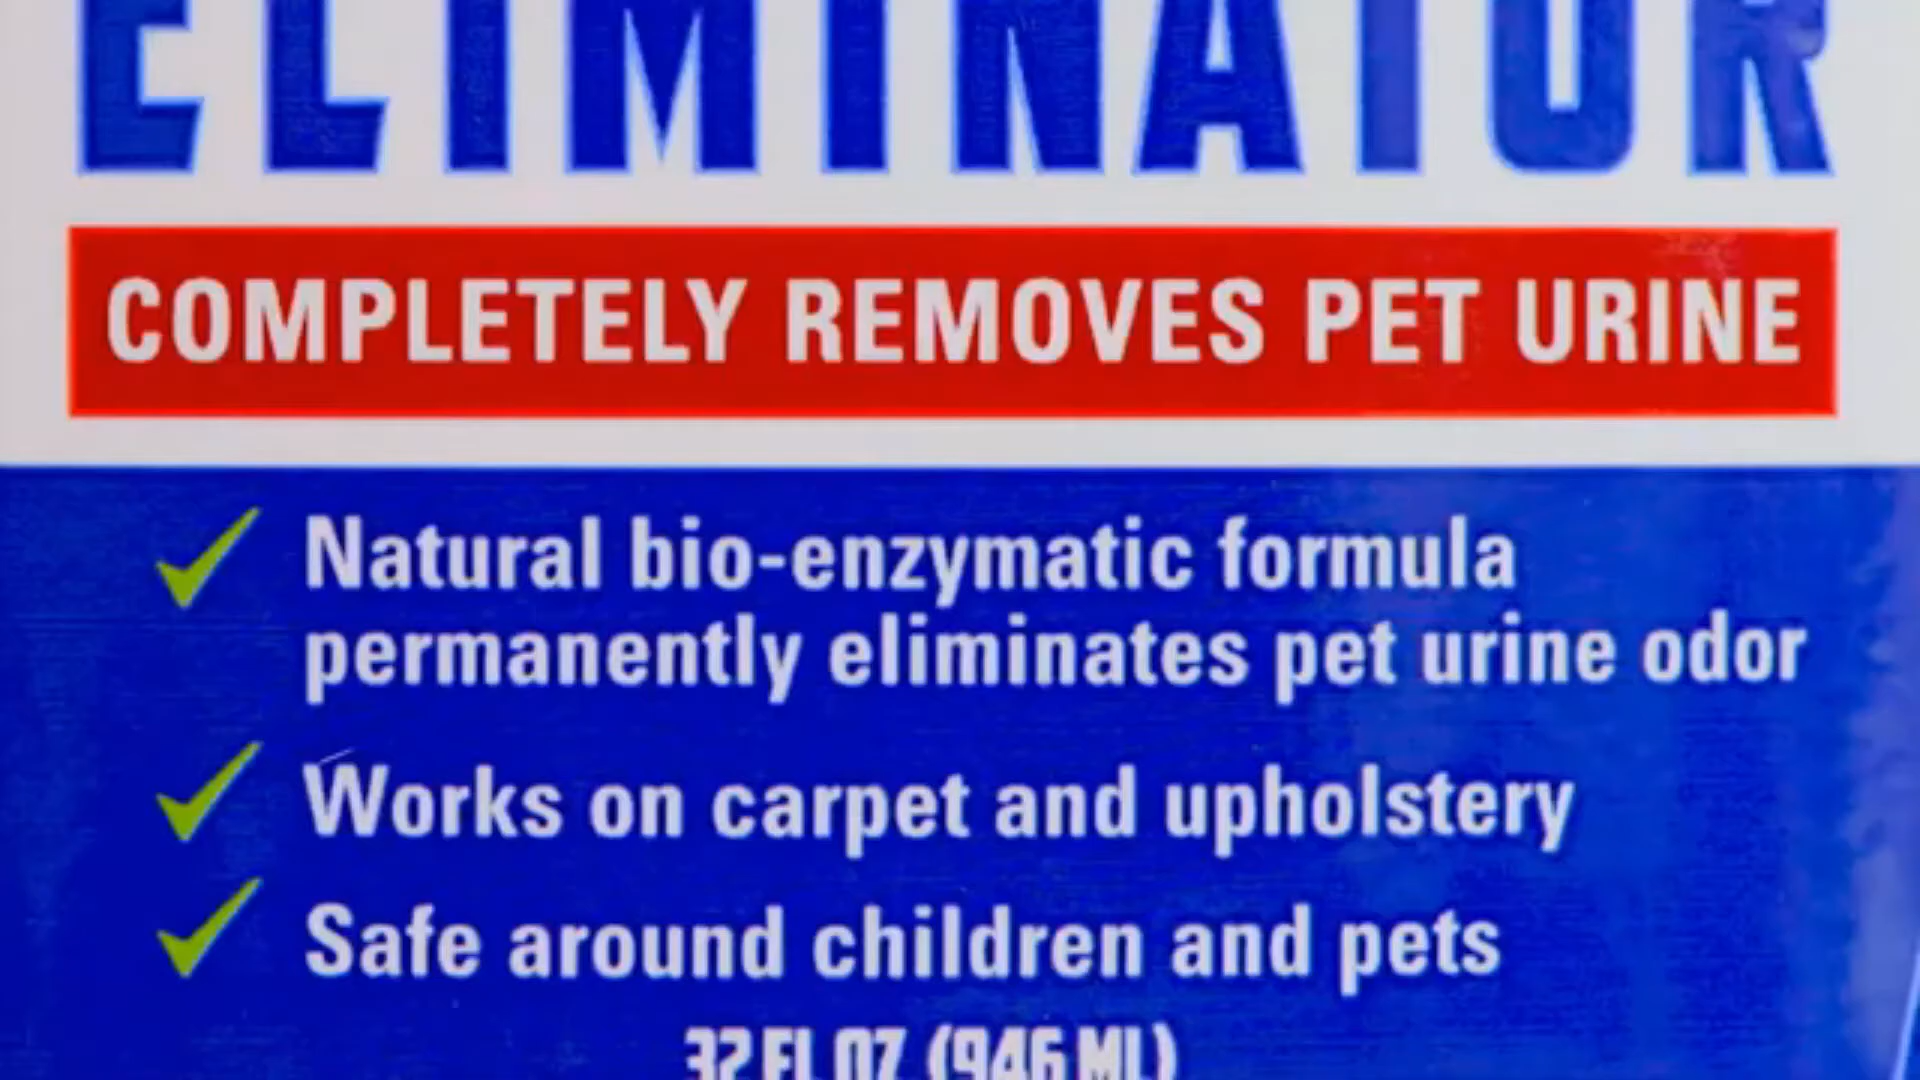 ELIMINATOR
COMPLETELY REMOVES PET URINE
Natural bio-enzymatic formula
permanently eliminates pet urine odor
Works on carpet and upholstery
Safe around children and pets
32 FL OZ (946 ML)